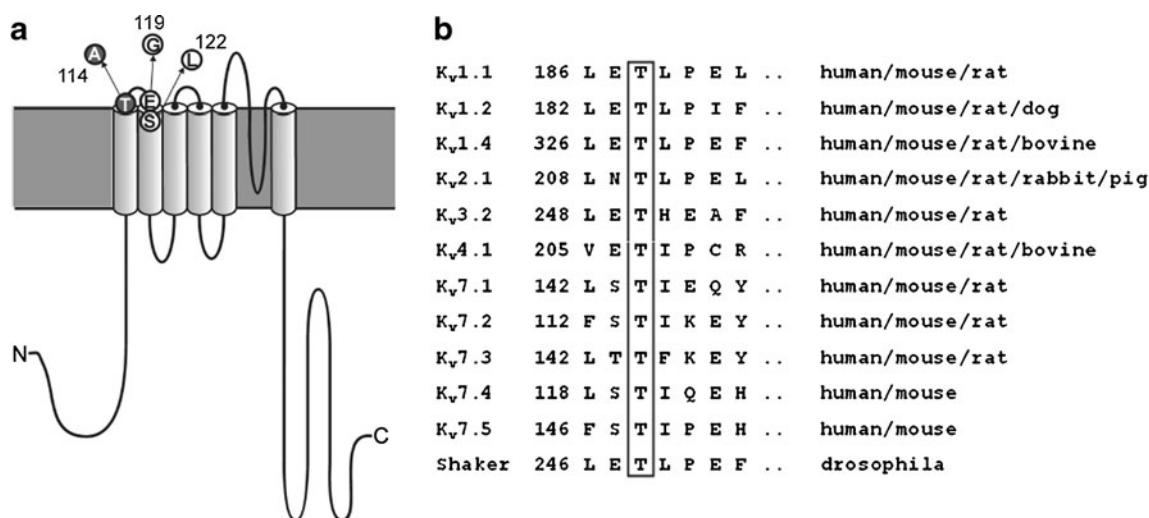 a
119
122
114
A
G
L
T
E
S
N
C
b
Kv1.1 186 L E T L P E L .. human/mouse/rat
Kv1.2 182 L E T L P I F .. human/mouse/rat/dog
Kv1.4 326 L E T L P E F .. human/mouse/rat/bovine
Kv2.1 208 L N T L P E L .. human/mouse/rat/rabbit/pig
Kv3.2 248 L E T H E A F .. human/mouse/rat
Kv4.1 205 V E T I P C R .. human/mouse/rat/bovine
Kv7.1 142 L S T I E Q Y .. human/mouse/rat
Kv7.2 112 F S T I K E Y .. human/mouse/rat
Kv7.3 142 L T T F K E Y .. human/mouse/rat
Kv7.4 118 L S T I Q E H .. human/mouse
Kv7.5 146 F S T I P E H .. human/mouse
Shaker 246 L E T L P E F .. drosophila